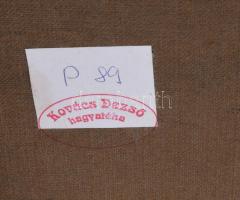 P 89
Kovács Dezső
hagyatéka